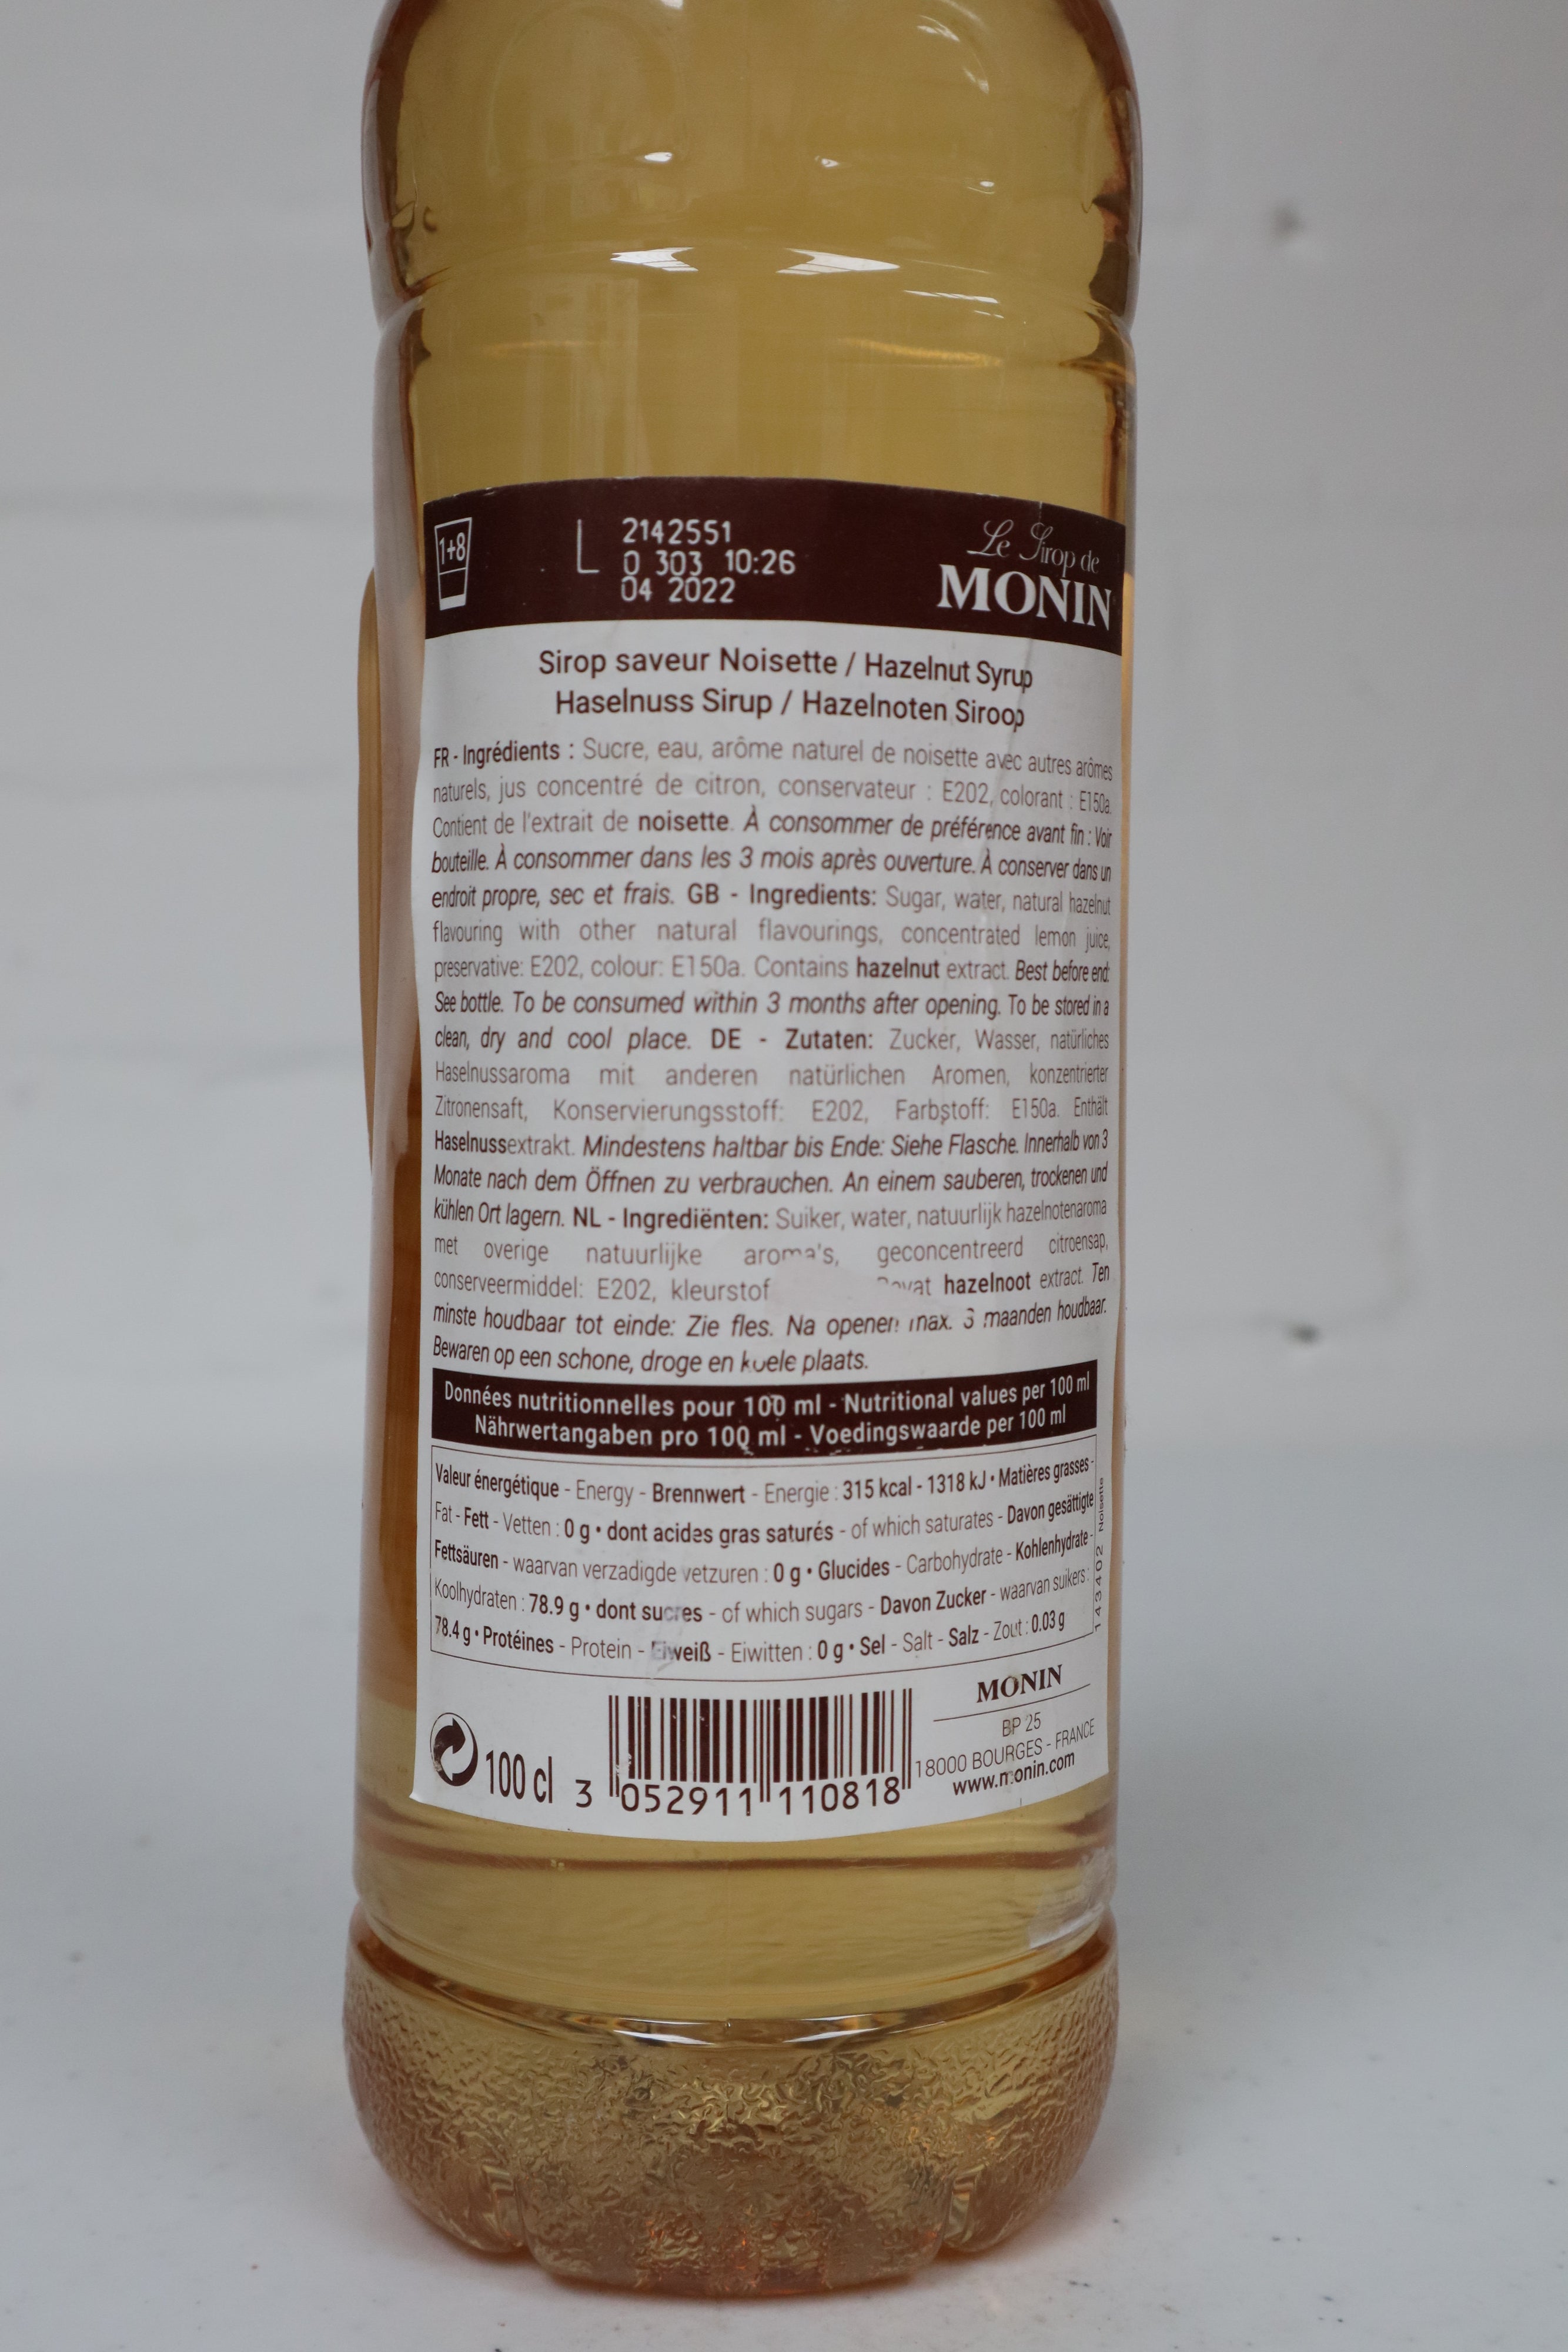 1+8
L 2142551
0 303 10:26
04 2022
Le Sirop de
MONIN
Sirop saveur Noisette / Hazelnut Syrup
Haselnuss Sirup / Hazelnoten Siroop
FR - Ingrédients : Sucre, eau, arôme naturel de noisette avec autres arômes
naturels, jus concentré de citron, conservateur : E202, colorant : E150a.
Contient de l'extrait de noisette. À consommer de préférence avant fin : Voir
bouteille. À consommer dans les 3 mois après ouverture. À conserver dans un
endroit propre, sec et frais. GB - Ingredients: Sugar, water, natural hazelnut
flavouring with other natural flavourings, concentrated lemon juice,
preservative: E202, colour: E150a. Contains hazelnut extract. Best before end:
See bottle. To be consumed within 3 months after opening. To be stored in a
clean, dry and cool place. DE - Zutaten: Zucker, Wasser, natürliches
Haselnussaroma mit anderen natürlichen Aromen, konzentrierter
Zitronensaft, Konservierungsstoff: E202, Farbstoff: E150a. Enthält
Haselnussextrakt. Mindestens haltbar bis Ende: Siehe Flasche. Innerhalb von 3
Monate nach dem Öffnen zu verbrauchen. An einem sauberen, trockenen und
kühlen Ort lagern. NL - Ingrediënten: Suiker, water, natuurlijk hazelnotenaroma
met overige natuurlijke aroma's, geconcentreerd citroensap,
conserveermiddel: E202, kleurstof hazelnoot extract. Ten
minste houdbaar tot einde: Zie fles. Na openen max. 3 maanden houdbaar.
Bewaren op een schone, droge en koele plaats.
Données nutritionnelles pour 100 ml - Nutritional values per 100 ml
Nährwertangaben pro 100 ml - Voedingswaarde per 100 ml
Valeur énergétique - Energy - Brennwert - Energie : 315 kcal - 1318 kJ • Matières grasses -
Fat - Fett - Vetten : 0 g • dont acides gras saturés - of which saturates - Davon gesättigte
Fettsäuren - waarvan verzadigde vetzuren : 0 g • Glucides - Carbohydrate - Kohlenhydrate -
Koolhydraten : 78.9 g • dont sucres - of which sugars - Davon Zucker - waarvan suikers :
78.4 g • Protéines - Protein - Eiweiß - Eiwitten : 0 g • Sel - Salt - Salz - Zout : 0.03 g
143402 Noisette
100 cl
3 052911 110818
MONIN
BP 25
18000 BOURGES - FRANCE
www.monin.com